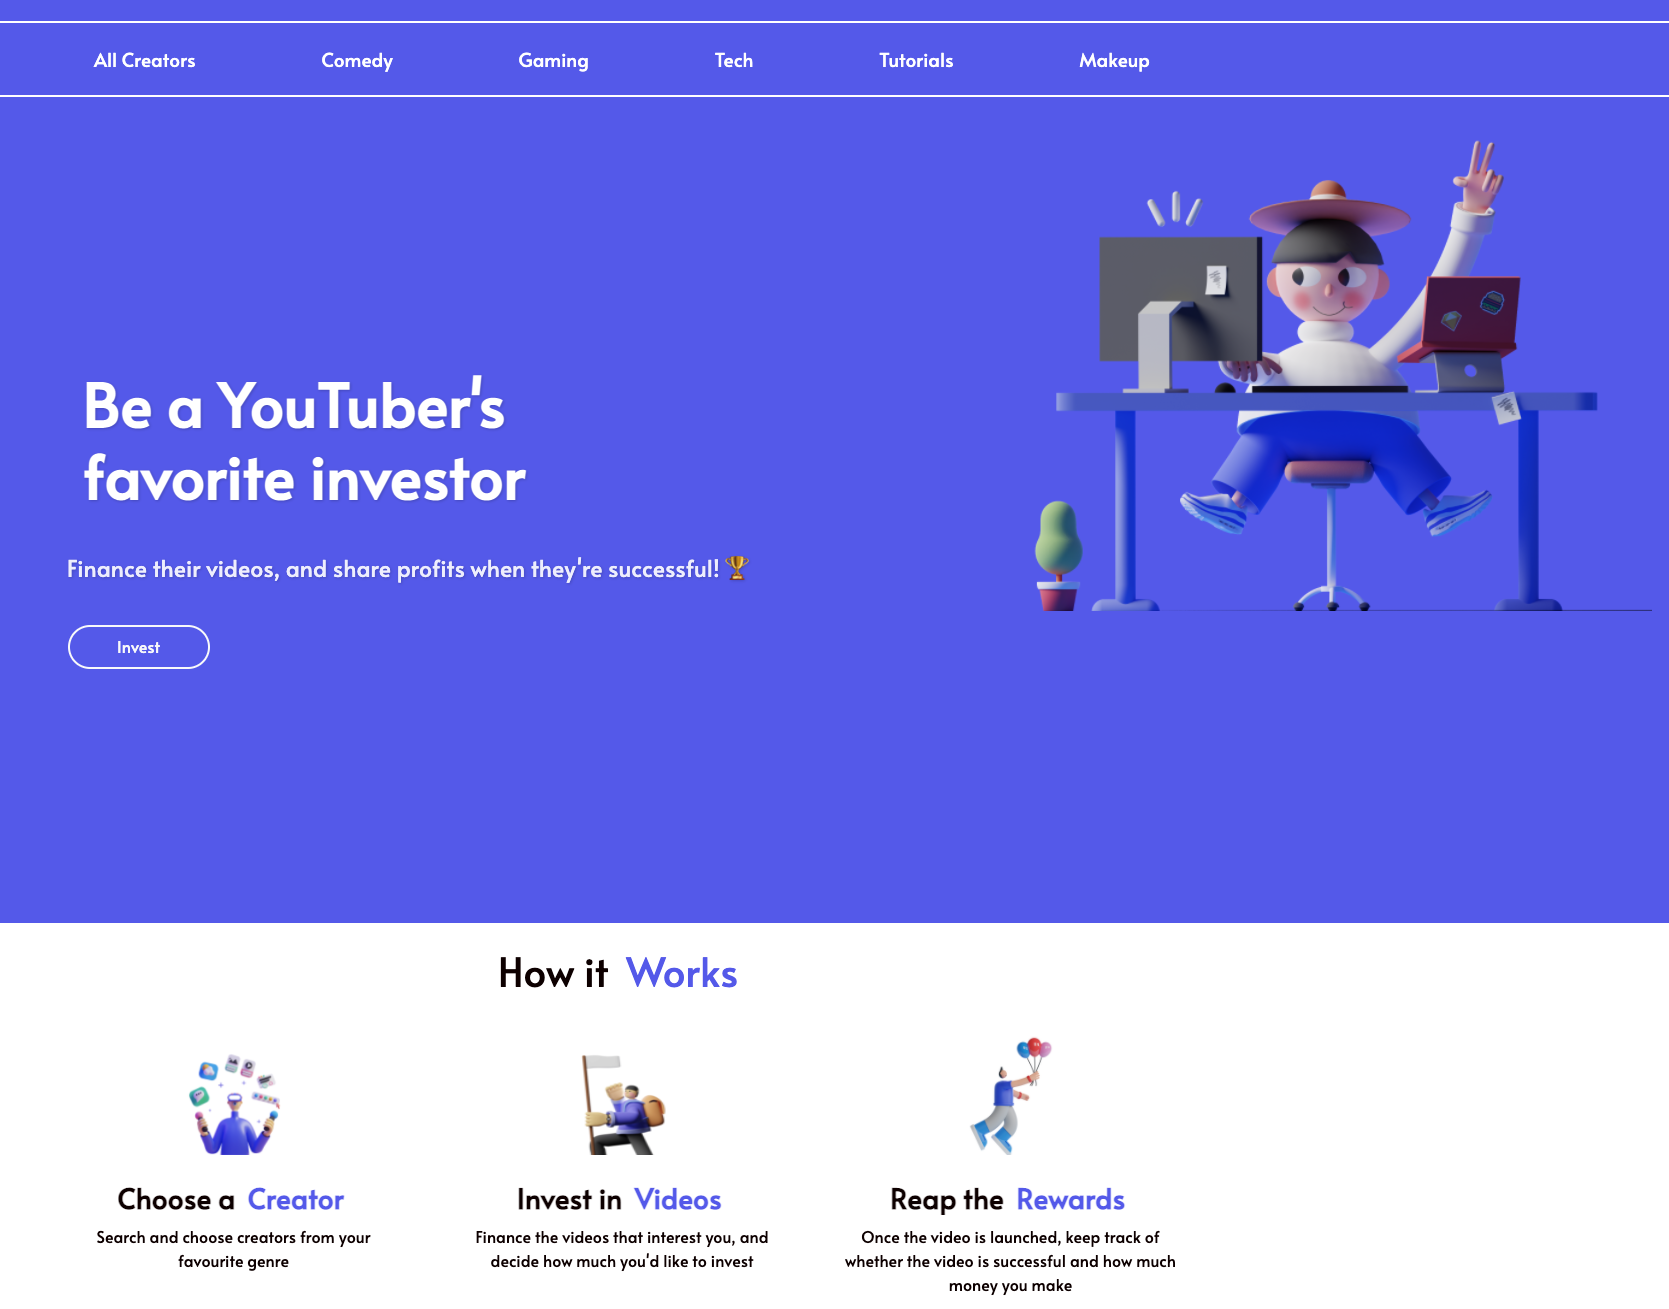 All Creators Comedy Gaming Tech Tutorials Makeup
Be a YouTuber's
favorite investor
Finance their videos, and share profits when they're successful! 🏆
Invest
How it Works
Choose a Creator
Search and choose creators from your
favourite genre
Invest in Videos
Finance the videos that interest you, and
decide how much you'd like to invest
Reap the Rewards
Once the video is launched, keep track of
whether the video is successful and how much
money you make